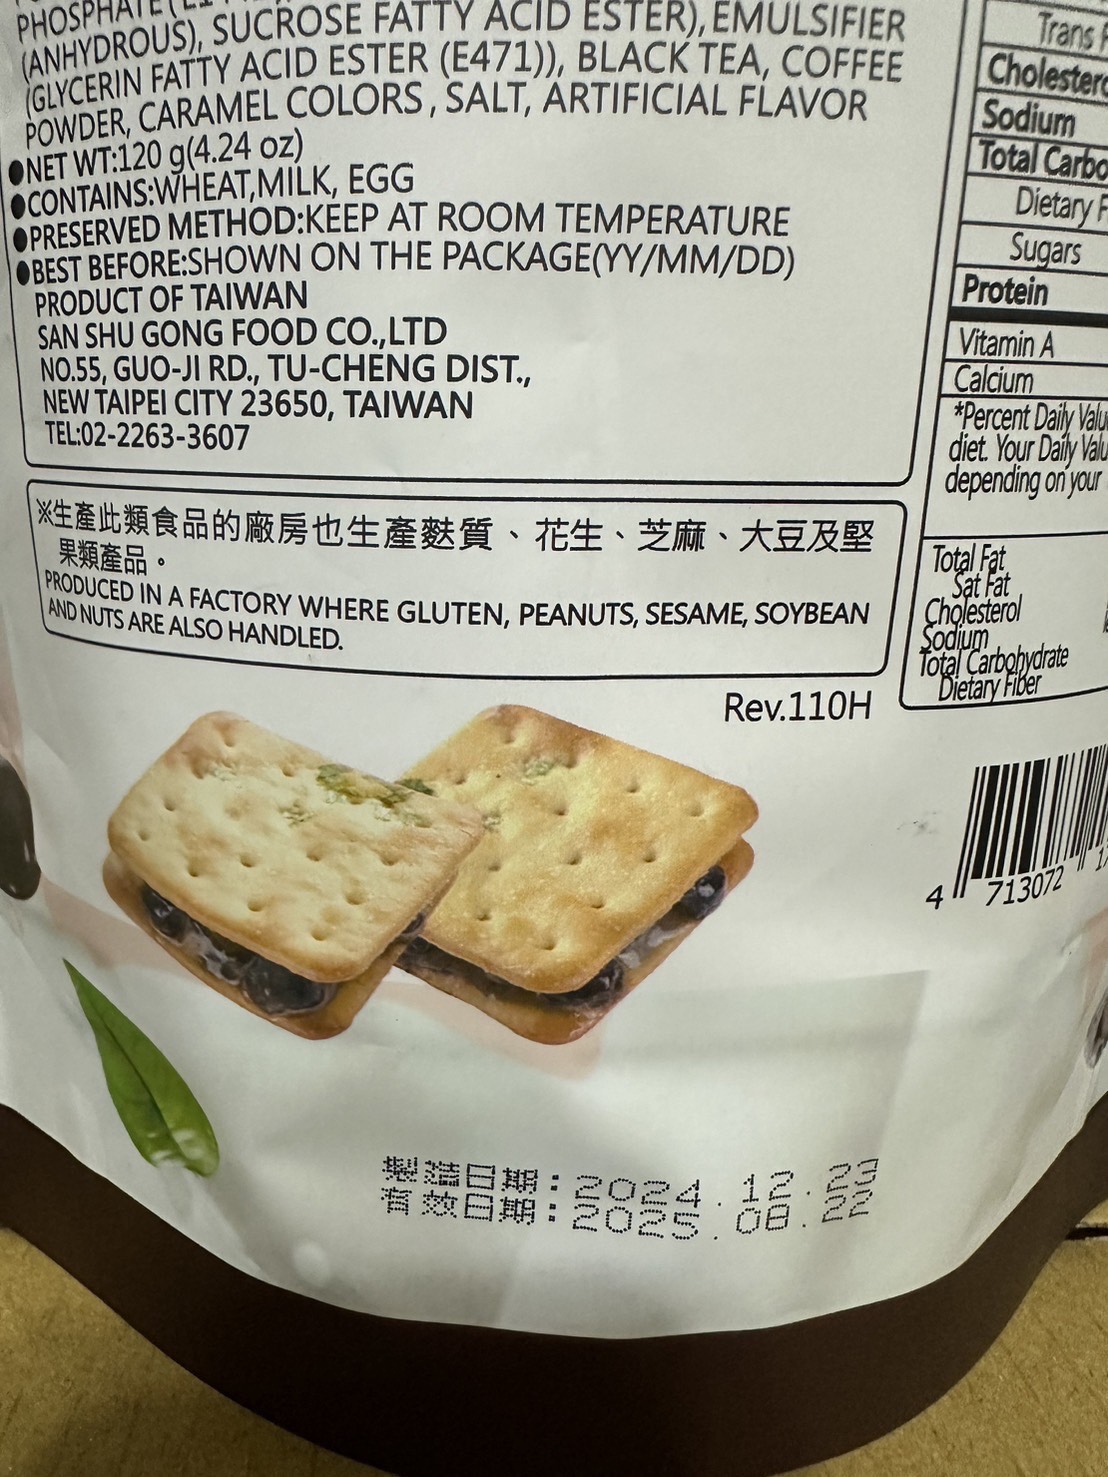 PHOSPHATE
(ANHYDROUS), SUCROSE FATTY ACID ESTER), EMULSIFIER
(GLYCERIN FATTY ACID ESTER (E471)), BLACK TEA, COFFEE
POWDER, CARAMEL COLORS, SALT, ARTIFICIAL FLAVOR
●NET WT:120 g(4.24 oz)
●CONTAINS:WHEAT,MILK, EGG
●PRESERVED METHOD:KEEP AT ROOM TEMPERATURE
●BEST BEFORE:SHOWN ON THE PACKAGE(YY/MM/DD)
PRODUCT OF TAIWAN
SAN SHU GONG FOOD CO.,LTD
NO.55, GUO-JI RD., TU-CHENG DIST.,
NEW TAIPEI CITY 23650, TAIWAN
TEL:02-2263-3607
※生產此類食品的廠房也生產麩質、花生、芝麻、大豆及堅
果類產品。
PRODUCED IN A FACTORY WHERE GLUTEN, PEANUTS, SESAME, SOYBEAN
AND NUTS ARE ALSO HANDLED.
Rev.110H
Trans
Cholester
Sodium
Total Carbo
Dietary F
Sugars
Protein
Vitamin A
Calcium
*Percent Daily Valu
diet. Your Daily Valu
depending on your
Total Fat
Sat Fat
Cholesterol
Sodium
Total Carbohydrate
Dietary Fiber
4 713072
製造日期:2024.12.23
有效日期:2025.08.22